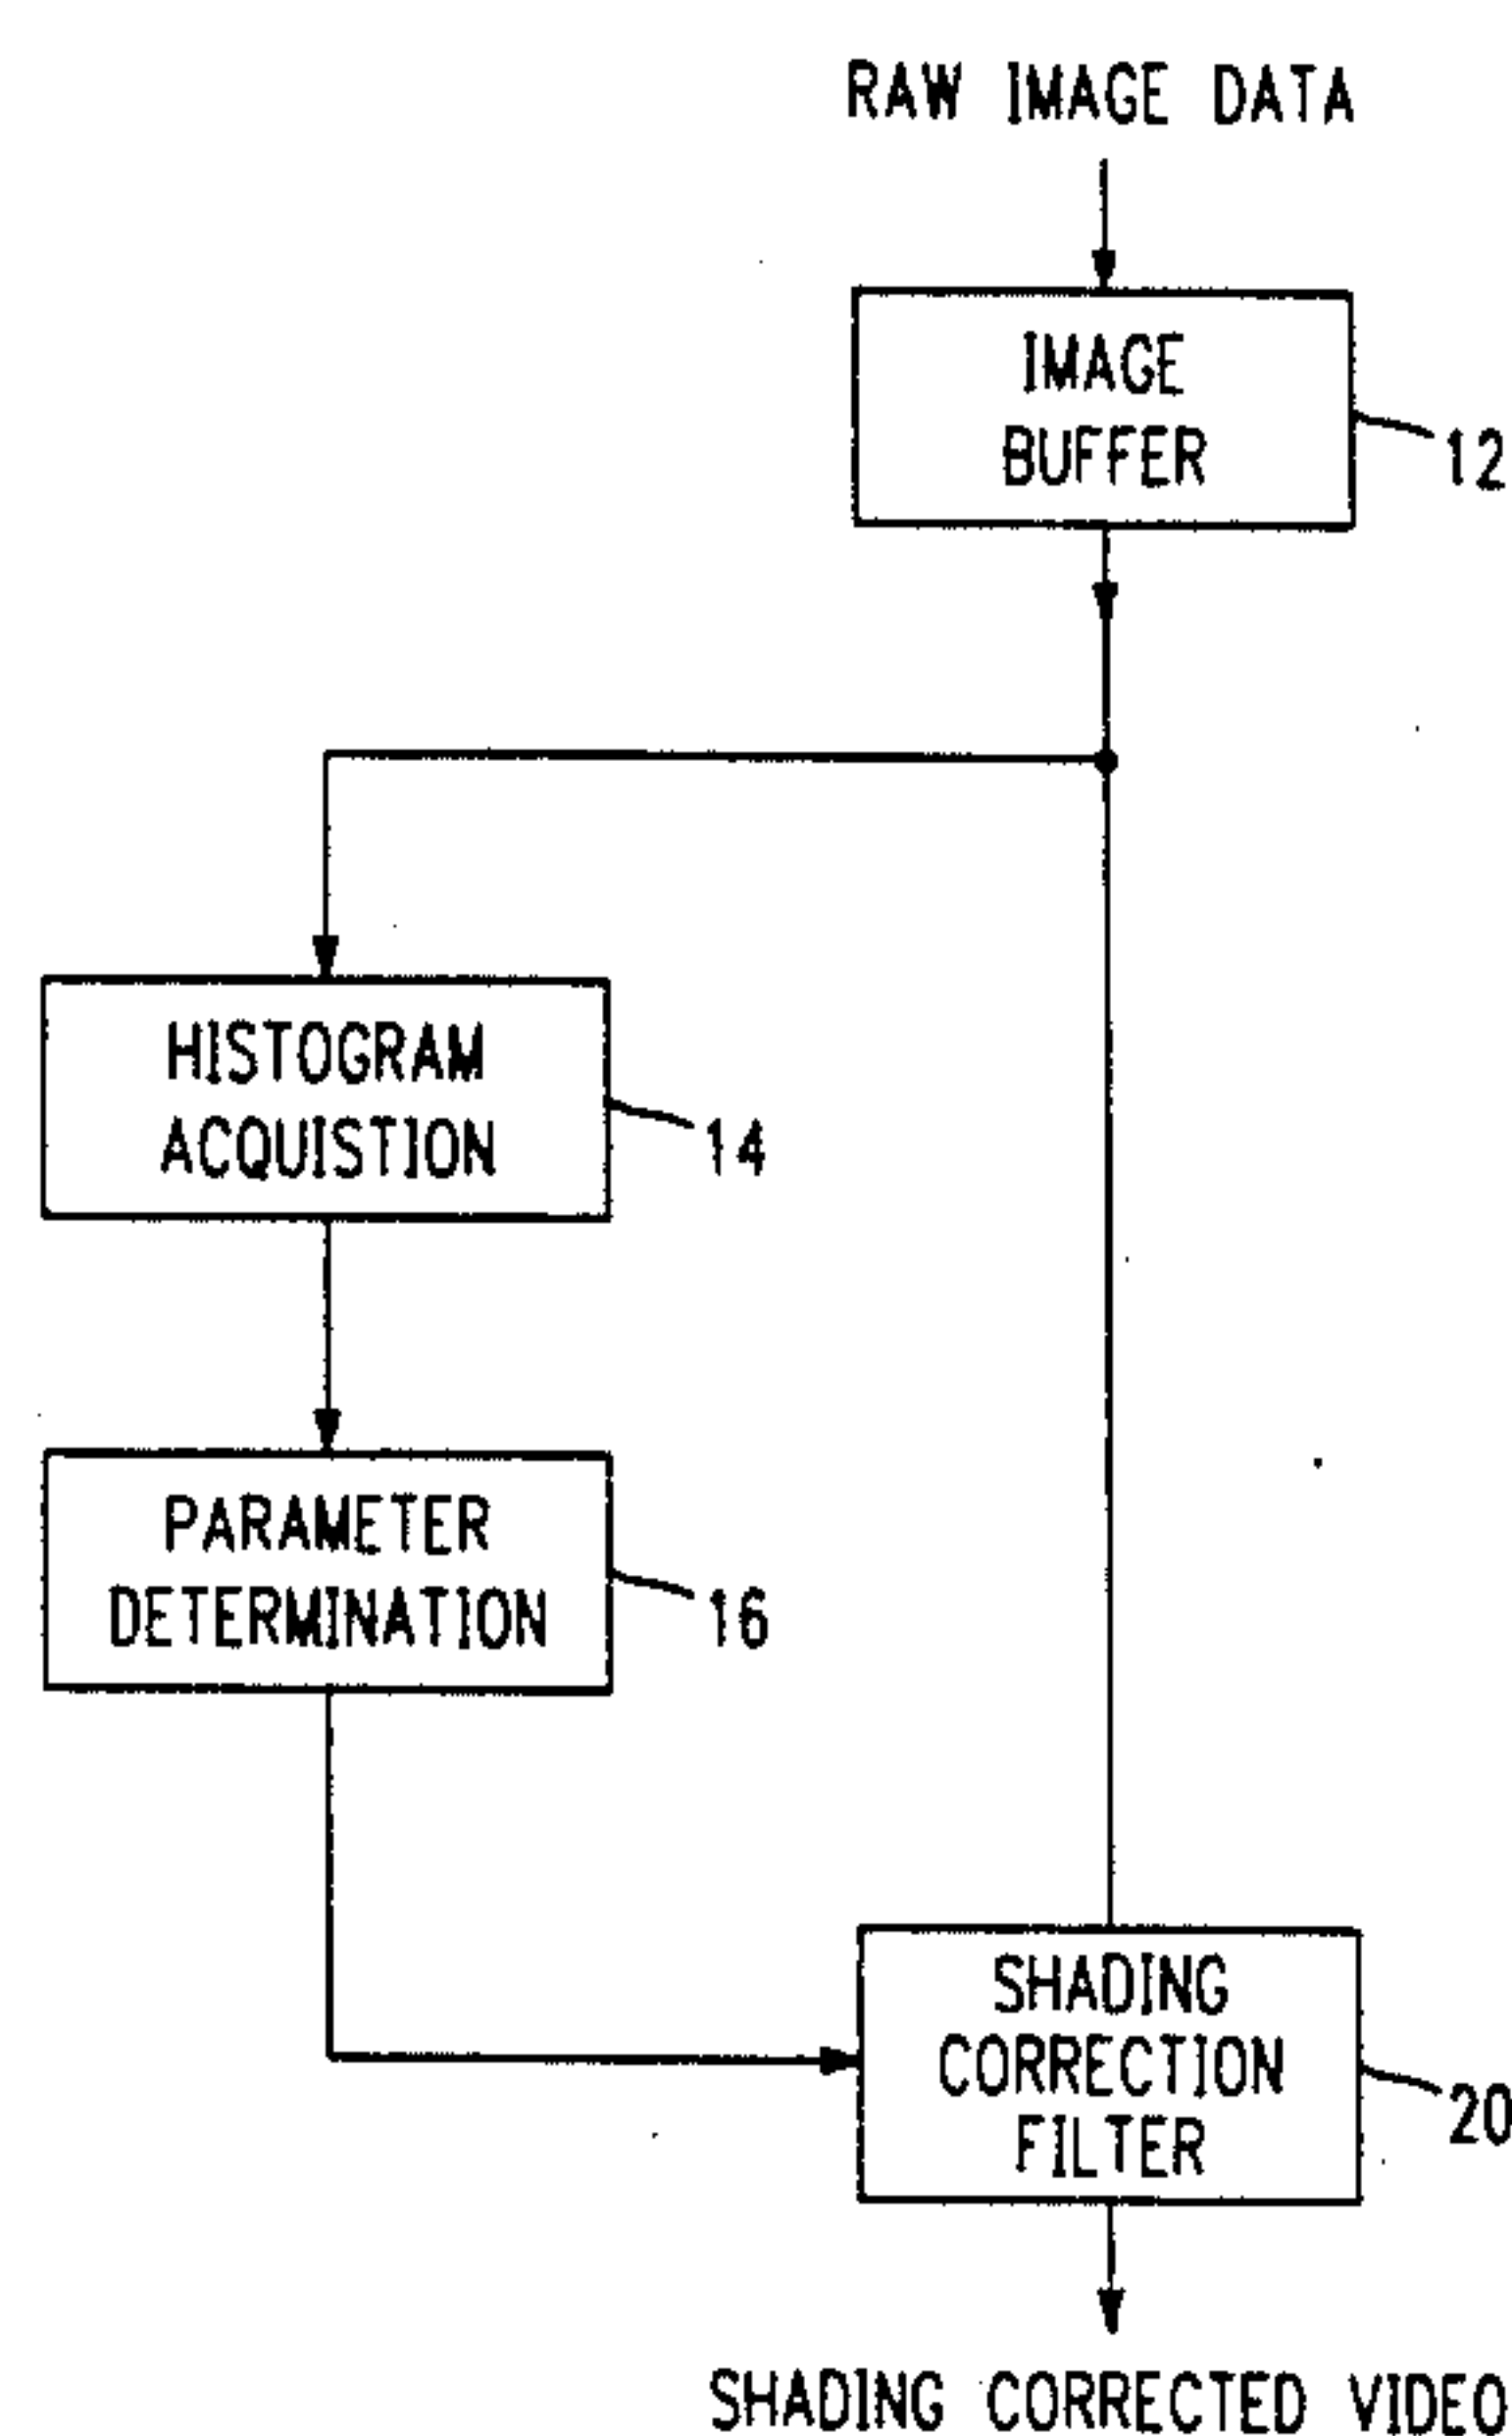 RAW IMAGE DATA
IMAGE
BUFFER
12
HISTOGRAM
ACQUISTION
14
PARAMETER
DETERMINATION
16
SHADING
CORRECTION
FILTER
20
SHADING CORRECTED VIDEO